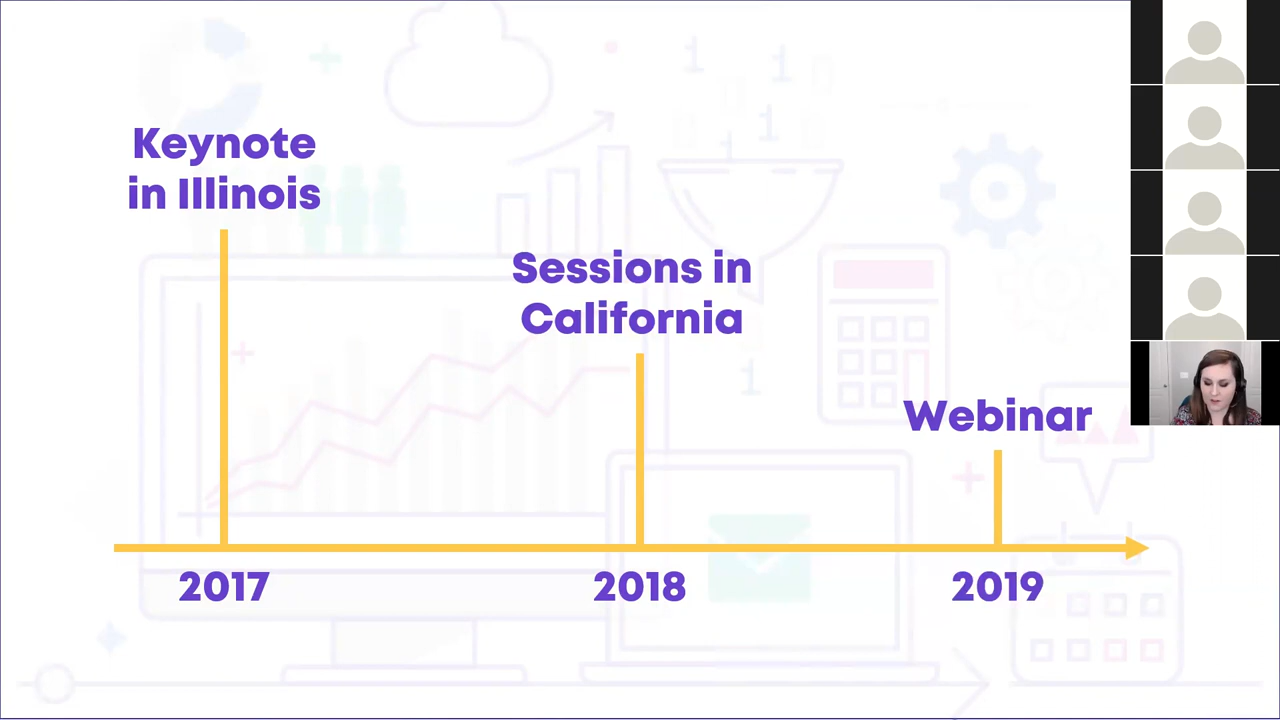 Keynote
in Illinois
Sessions in
California
Webinar
2017
2018
2019